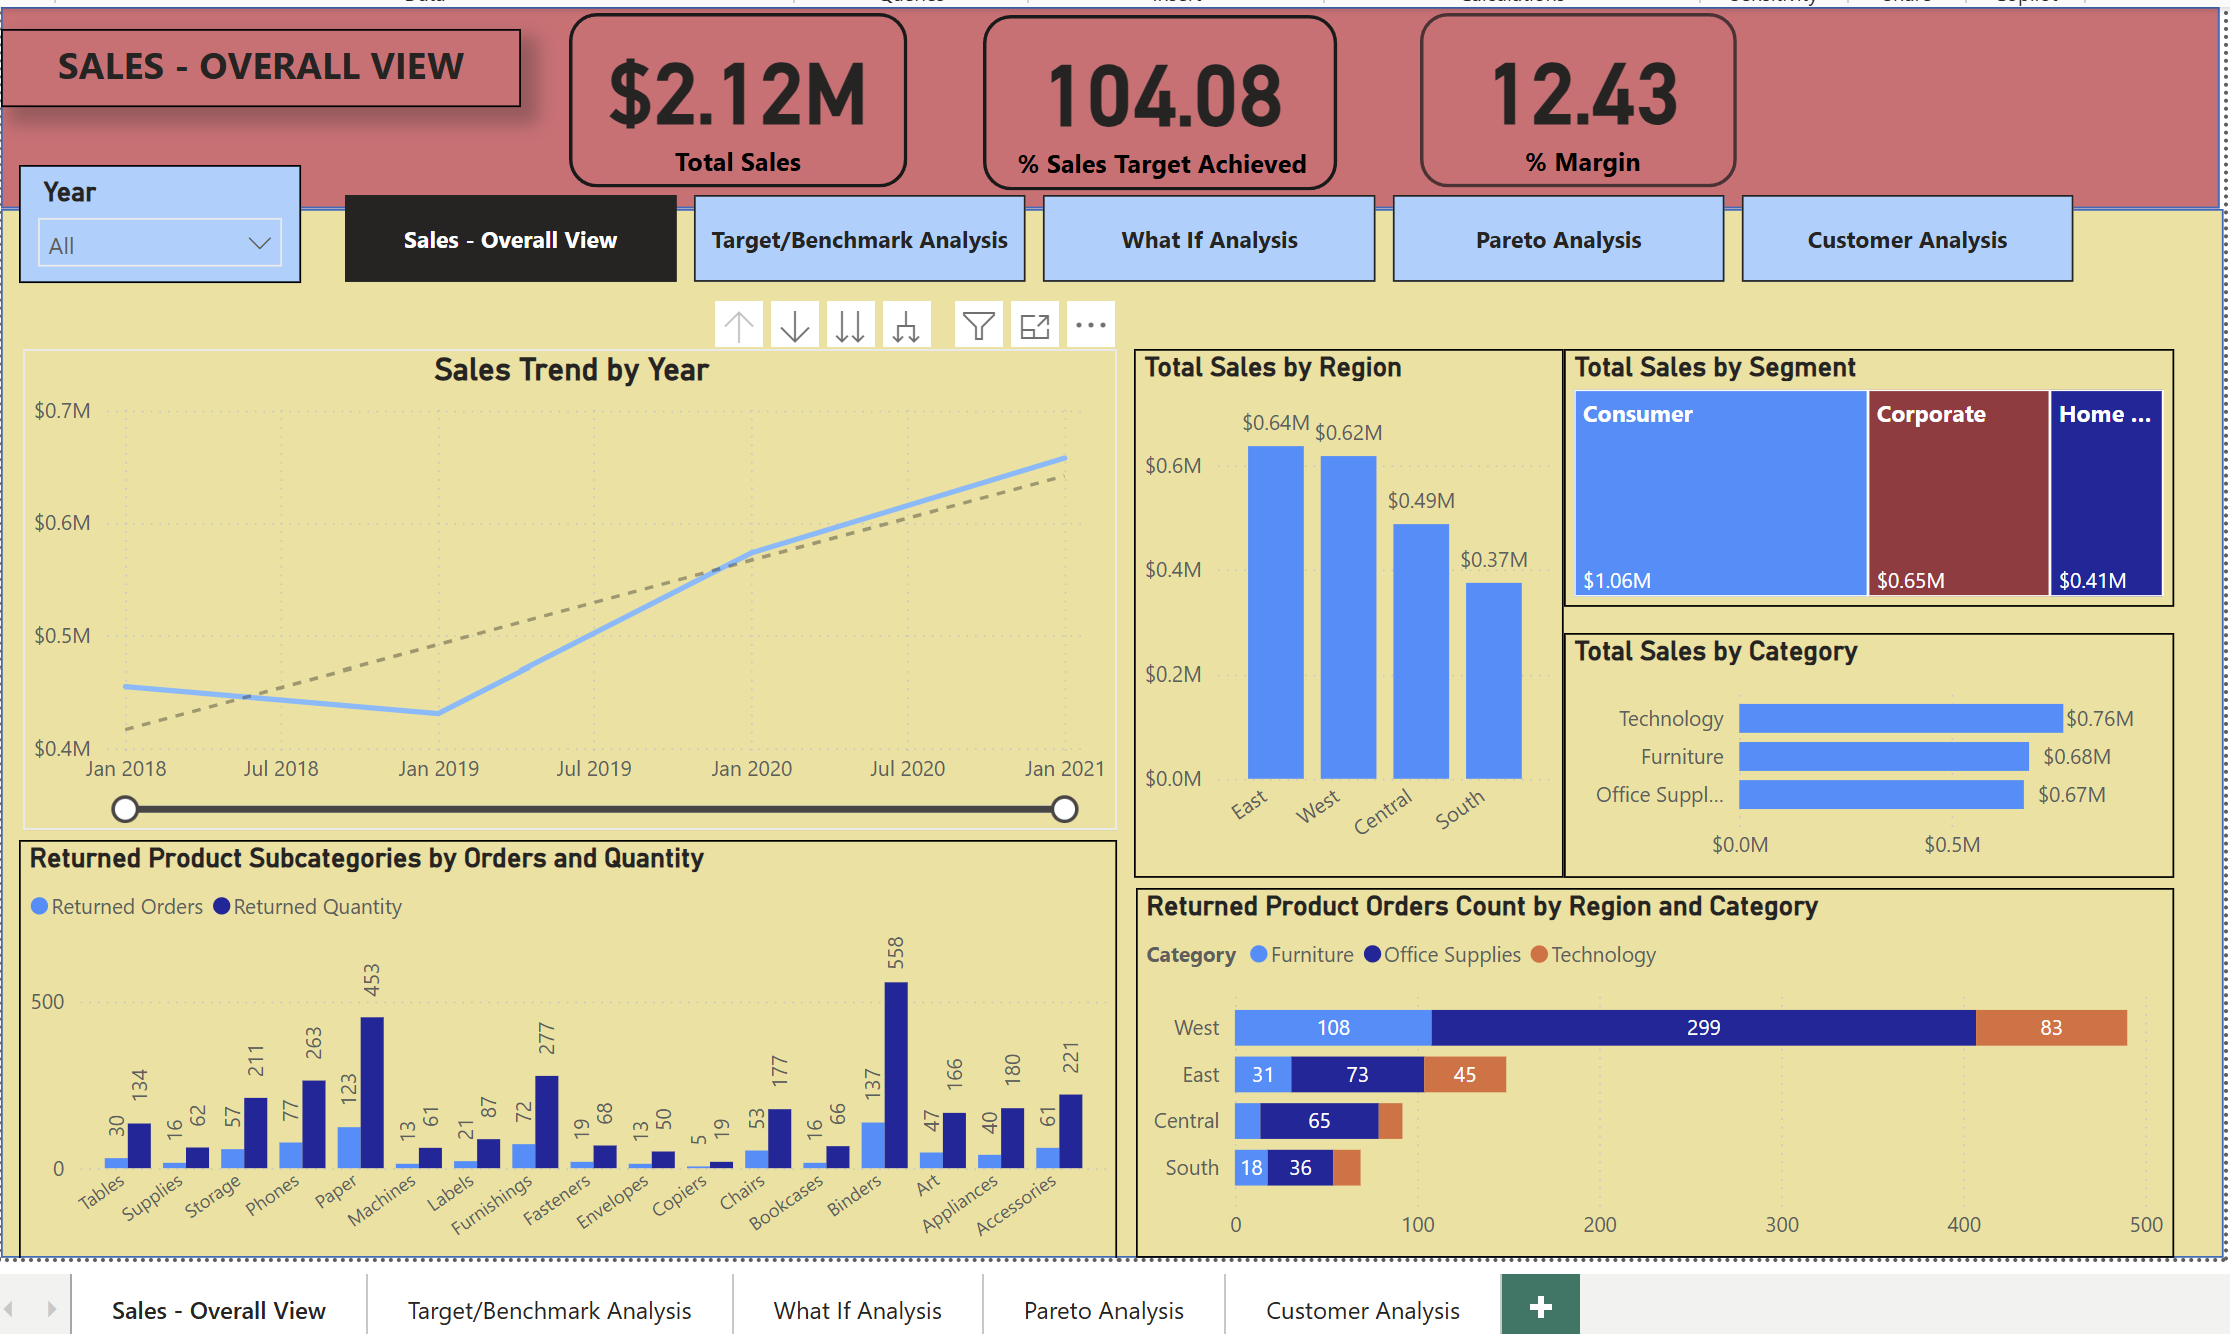 SALES - OVERALL VIEW
$2.12M
Total Sales
104.08
% Sales Target Achieved
12.43
% Margin
Year
All
Sales - Overall View
Target/Benchmark Analysis
What If Analysis
Pareto Analysis
Customer Analysis
Sales Trend by Year
$0.7M
$0.6M
$0.5M
$0.4M
Jan 2018
Jul 2018
Jan 2019
Jul 2019
Jan 2020
Jul 2020
Jan 2021
Total Sales by Region
$0.64M
$0.62M
$0.49M
$0.37M
$0.6M
$0.4M
$0.2M
$0.0M
East
West
Central
South
Total Sales by Segment
Consumer
$1.06M
Corporate
$0.65M
Home ...
$0.41M
Total Sales by Category
Technology
$0.76M
Furniture
$0.68M
Office Suppl...
$0.67M
$0.0M
$0.5M
Returned Product Subcategories by Orders and Quantity
Returned Orders
Returned Quantity
500
0
30
134
16
62
57
211
77
263
123
453
13
61
21
87
72
277
19
68
13
50
5
19
53
177
16
66
137
558
47
166
40
180
61
221
Tables
Supplies
Storage
Phones
Paper
Machines
Labels
Furnishings
Fasteners
Envelopes
Copiers
Chairs
Bookcases
Binders
Art
Appliances
Accessories
Returned Product Orders Count by Region and Category
Category
Furniture
Office Supplies
Technology
West
108
299
83
East
31
73
45
Central
65
South
18
36
0
100
200
300
400
500
Sales - Overall View
Target/Benchmark Analysis
What If Analysis
Pareto Analysis
Customer Analysis